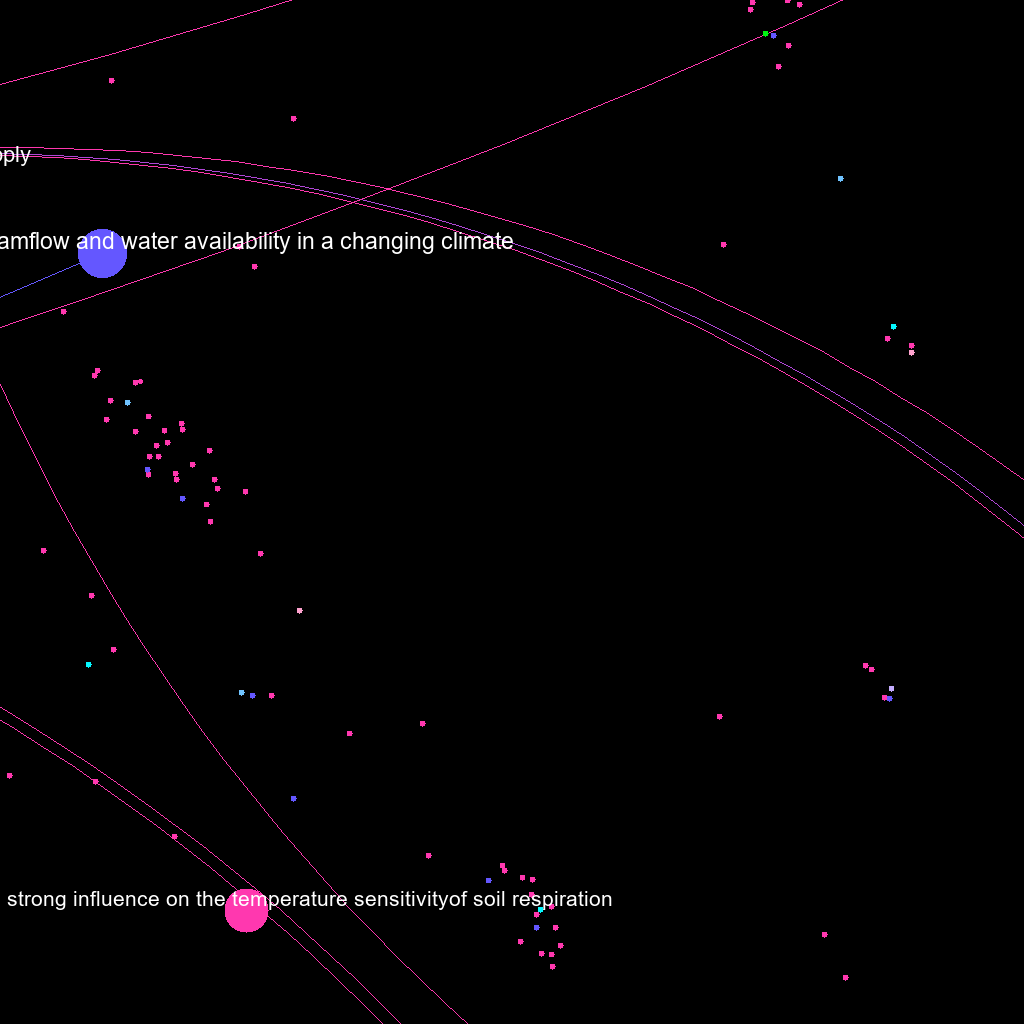 pply
amflow and water availability in a changing climate
strong influence on the temperature sensitivityof soil respiration